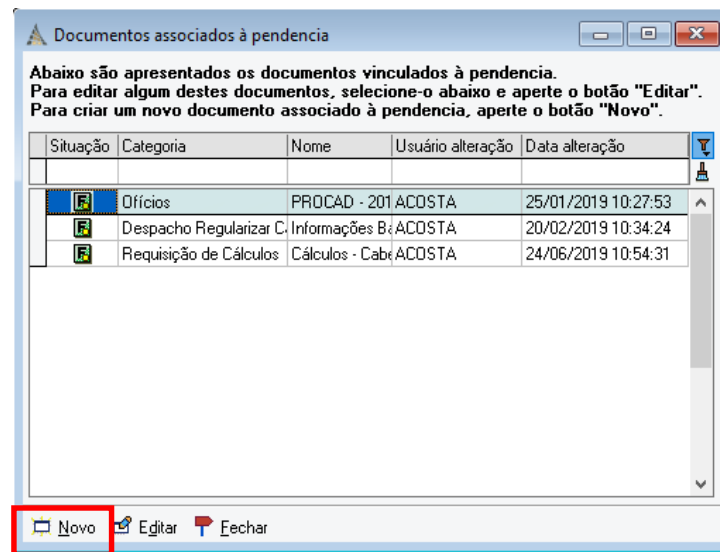 Documentos associados à pendencia
Abaixo são apresentados os documentos vinculados à pendencia.
Para editar algum destes documentos, selecione-o abaixo e aperte o botão "Editar".
Para criar um novo documento associado à pendencia, aperte o botão "Novo".
Situação Categoria Nome Usuário alteração Data alteração
F Ofícios PROCAD - 201 ACOSTA 25/01/2019 10:27:53
F Despacho Regularizar C Informações Ba ACOSTA 20/02/2019 10:34:24
F Requisição de Cálculos Cálculos - Cabe ACOSTA 24/06/2019 10:54:31
Novo Editar Fechar